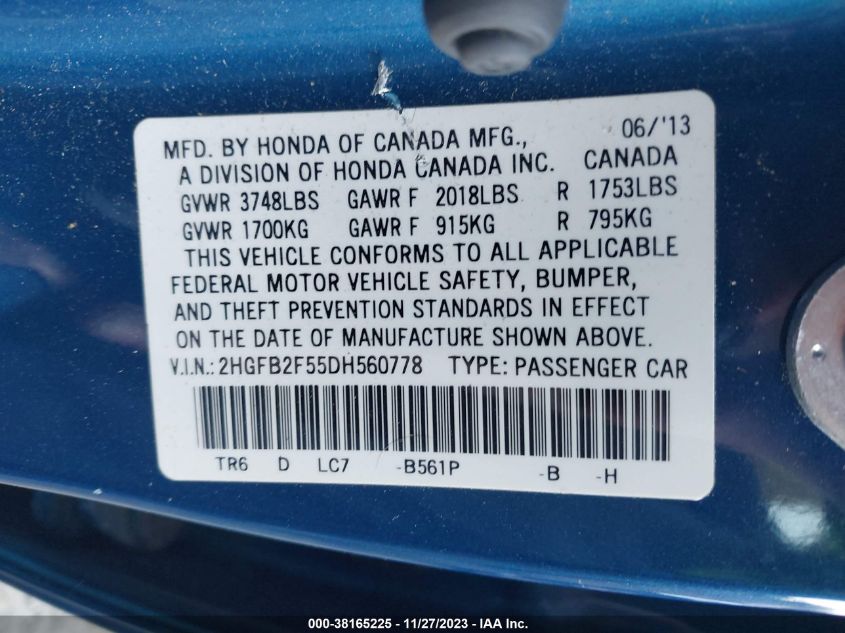 MFD. BY HONDA OF CANADA MFG., 06/'13
A DIVISION OF HONDA CANADA INC. CANADA
GVWR 3748LBS GAWR F 2018LBS R 1753LBS
GVWR 1700KG GAWR F 915KG R 795KG
THIS VEHICLE CONFORMS TO ALL APPLICABLE
FEDERAL MOTOR VEHICLE SAFETY, BUMPER,
AND THEFT PREVENTION STANDARDS IN EFFECT
ON THE DATE OF MANUFACTURE SHOWN ABOVE.
V.I.N.: 2HGFB2F55DH560778 TYPE: PASSENGER CAR
TR6 D LC7 -B561P -B -H
000-38165225 - 11/27/2023 - IAA Inc.